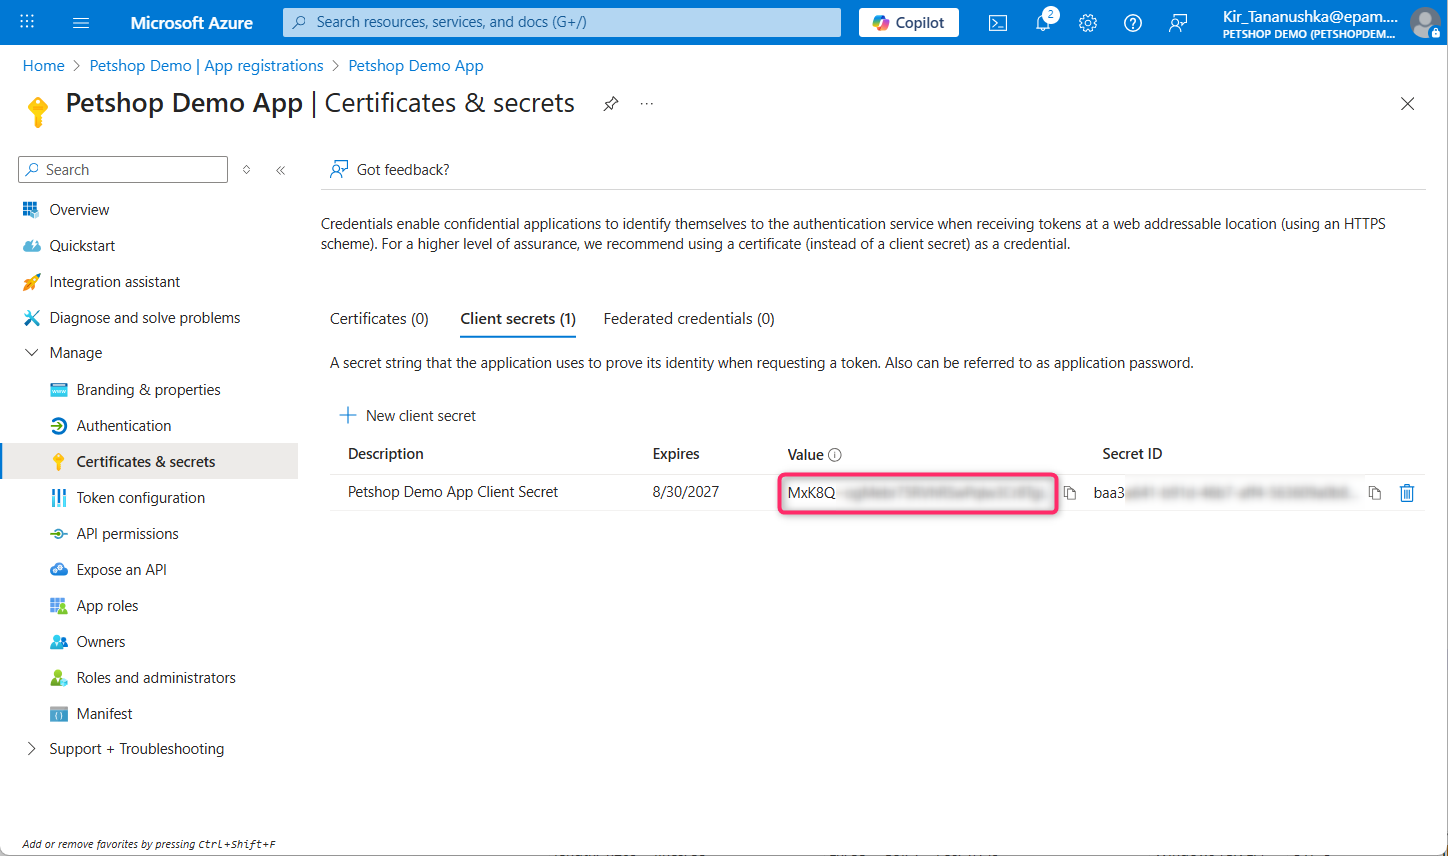 Microsoft Azure
Search resources, services, and docs (G+/)
Copilot
2
Kir_Tananushka@epam....
PETSHOP DEMO (PETSHOPDEM...
Home > Petshop Demo | App registrations > Petshop Demo App
Petshop Demo App | Certificates & secrets
...
Search
Got feedback?
Overview
Quickstart
Integration assistant
Diagnose and solve problems
Manage
Branding & properties
Authentication
Certificates & secrets
Token configuration
API permissions
Expose an API
App roles
Owners
Roles and administrators
Manifest
Support + Troubleshooting
Add or remove favorites by pressing Ctrl+Shift+F
Credentials enable confidential applications to identify themselves to the authentication service when receiving tokens at a web addressable location (using an HTTPS
scheme). For a higher level of assurance, we recommend using a certificate (instead of a client secret) as a credential.
Certificates (0) Client secrets (1) Federated credentials (0)
A secret string that the application uses to prove its identity when requesting a token. Also can be referred to as application password.
New client secret
Description Expires Value Secret ID
Petshop Demo App Client Secret 8/30/2027 MxK8Q baa3